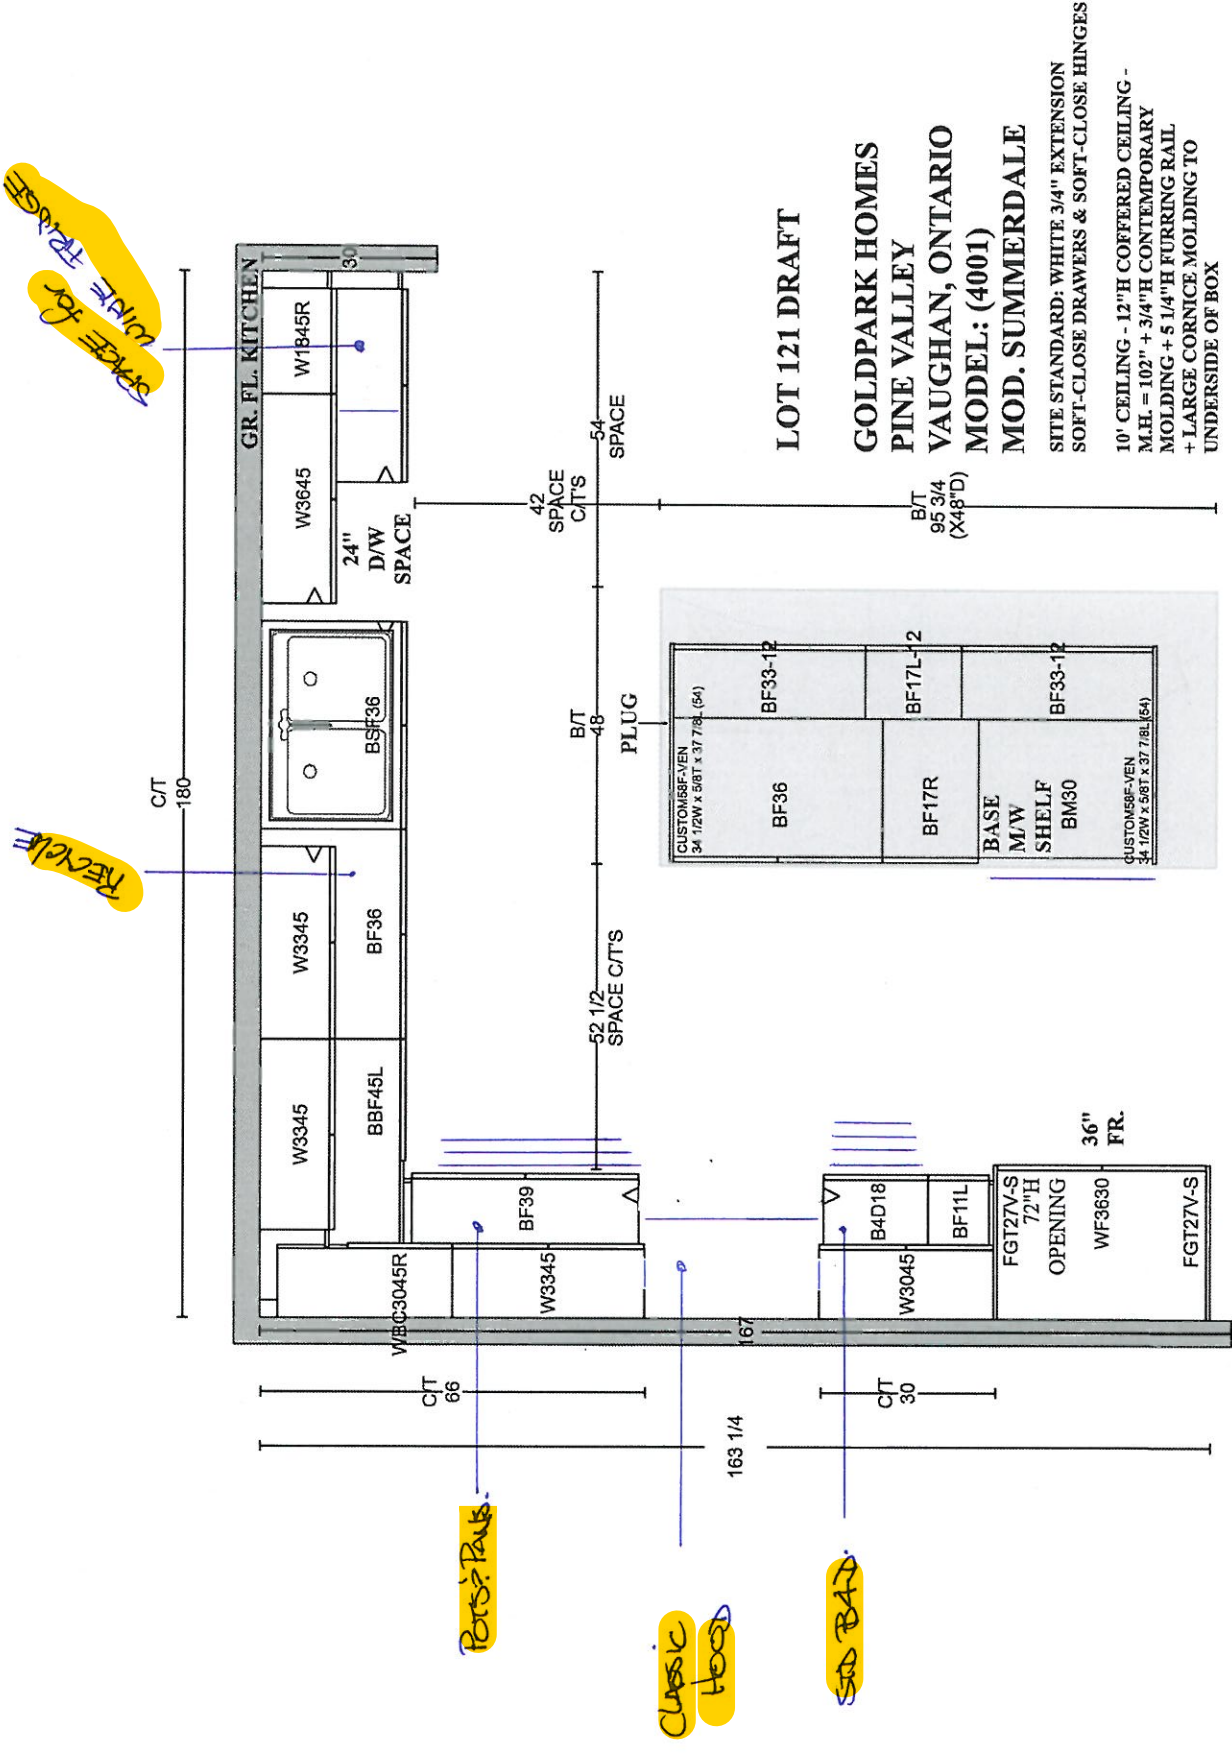 SPACE for
WINE FRIDGE
RECYCLE
GR. FL. KITCHEN
C/T
180
30
W1845R
W3645
24"
D/W
SPACE
BSF36
W3345
BF36
W3345
BBF45L
WBC3045R
W3345
BF39
42
SPACE
C/T'S
54
SPACE
B/T
48
52 1/2
SPACE C/T'S
PLUG
CUSTOM58F-VEN
34 1/2W x 5/8T x 37 7/8L (54)
BF33-12
BF36
BF17L-12
BF17R
BF33-12
BASE
M/W
SHELF
BM30
CUSTOM58F-VEN
34 1/2W x 5/8T x 37 7/8L (54)
B/T
95 3/4
(X48"D)
B4D18
BF11L
W3045
FGT27V-S
72"H
OPENING
WF3630
FGT27V-S
36"
FR.
167
C/T
66
C/T
30
163 1/4
POTS & PANS.
CLASSIC
HOOD
STD B4D.
LOT 121 DRAFT
GOLDPARK HOMES
PINE VALLEY
VAUGHAN, ONTARIO
MODEL: (4001)
MOD. SUMMERDALE
SITE STANDARD: WHITE 3/4" EXTENSION
SOFT-CLOSE DRAWERS & SOFT-CLOSE HINGES
10' CEILING - 12"H COFFERED CEILING -
M.H. = 102" + 3/4"H CONTEMPORARY
MOLDING + 5 1/4"H FURRING RAIL
+ LARGE CORNICE MOLDING TO
UNDERSIDE OF BOX